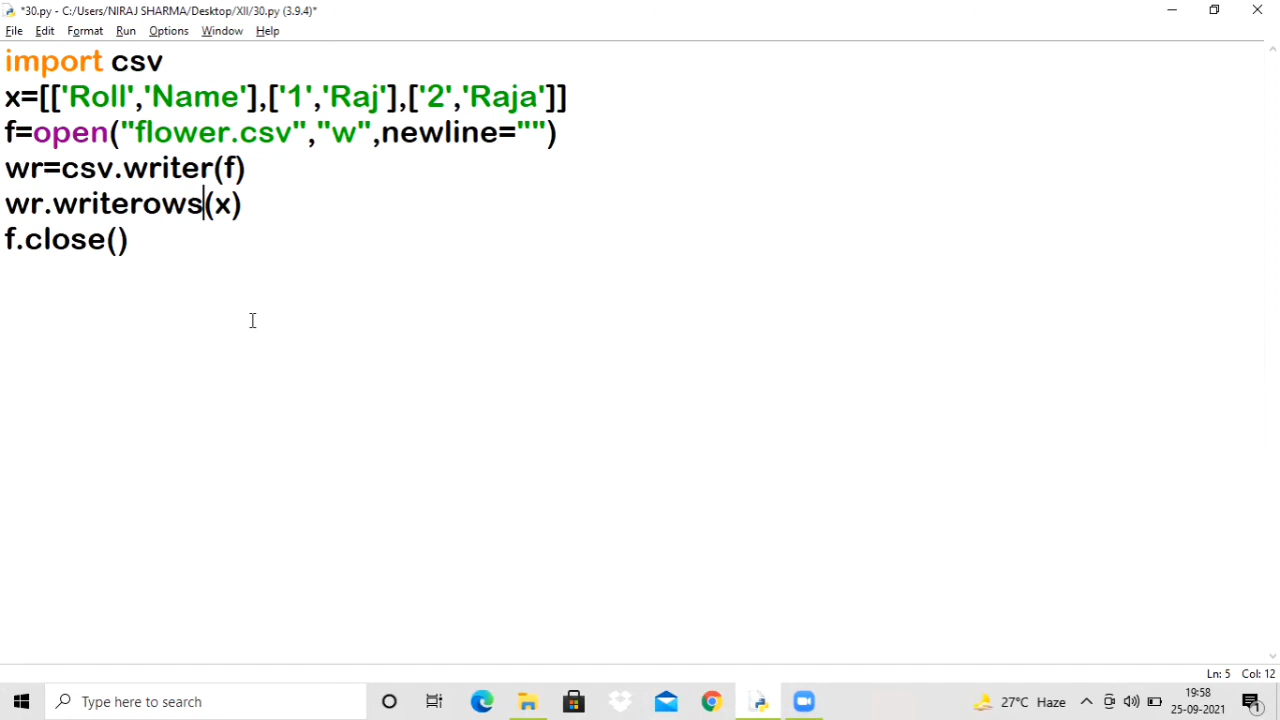 *30.py - C:/Users/NIRAJ SHARMA/Desktop/XII/30.py (3.9.4)*
File Edit Format Run Options Window Help
import csv
x=[['Roll','Name'],['1','Raj'],['2','Raja']]
f=open("flower.csv","w",newline="")
wr=csv.writer(f)
wr.writerows(x)
f.close()
Ln: 5 Col: 12
Type here to search
27°C Haze
19:58
25-09-2021
1